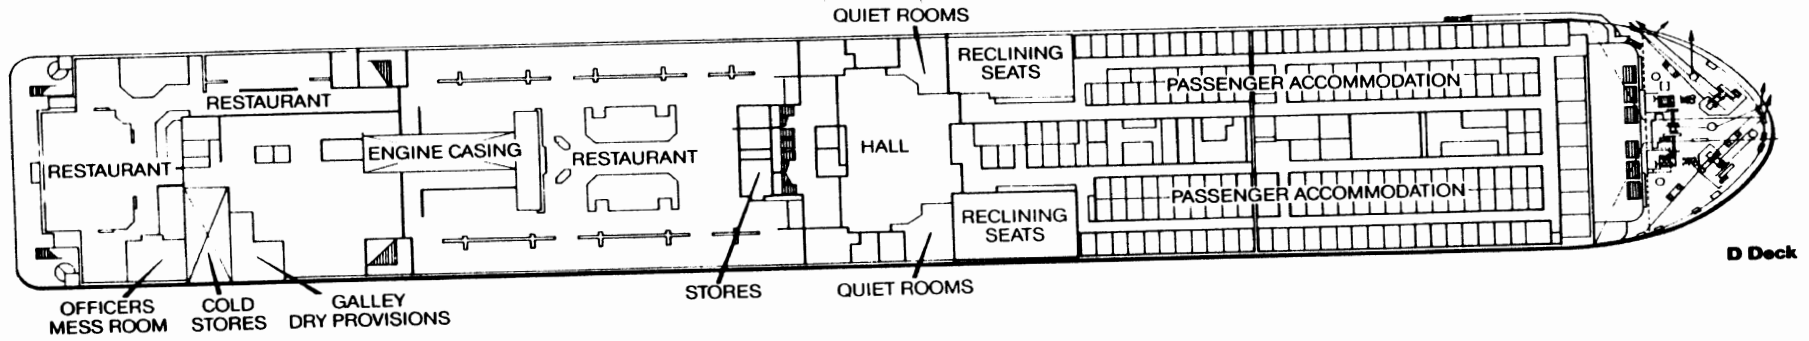 QUIET ROOMS
RECLINING
SEATS
PASSENGER ACCOMMODATION
RESTAURANT
ENGINE CASING
RESTAURANT
HALL
RESTAURANT
PASSENGER ACCOMMODATION
RECLINING
SEATS
D Deck
OFFICERS
MESS ROOM
COLD
STORES
GALLEY
DRY PROVISIONS
STORES
QUIET ROOMS